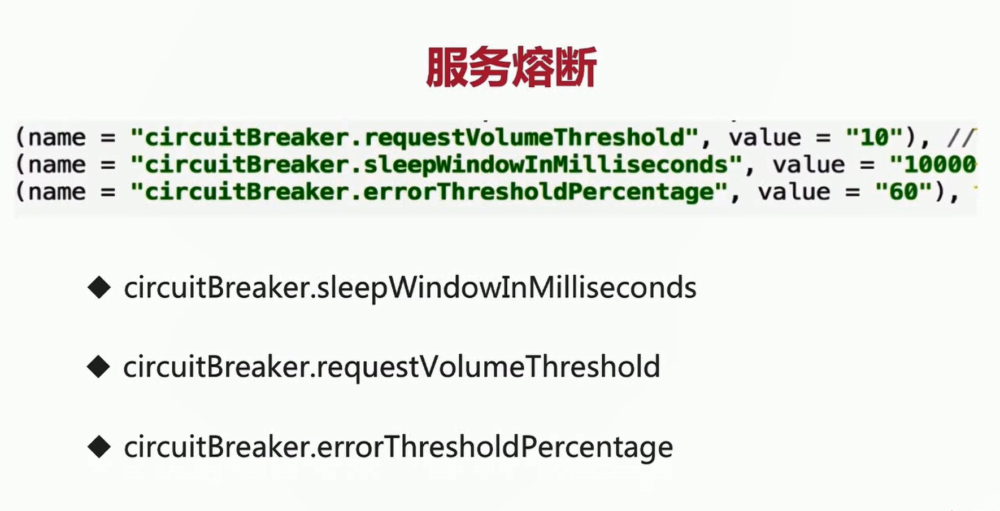 服务熔断
(name = "circuitBreaker.requestVolumeThreshold", value = "10"), //
(name = "circuitBreaker.sleepWindowInMilliseconds", value = "10000
(name = "circuitBreaker.errorThresholdPercentage", value = "60"),
◆ circuitBreaker.sleepWindowInMilliseconds
◆ circuitBreaker.requestVolumeThreshold
◆ circuitBreaker.errorThresholdPercentage